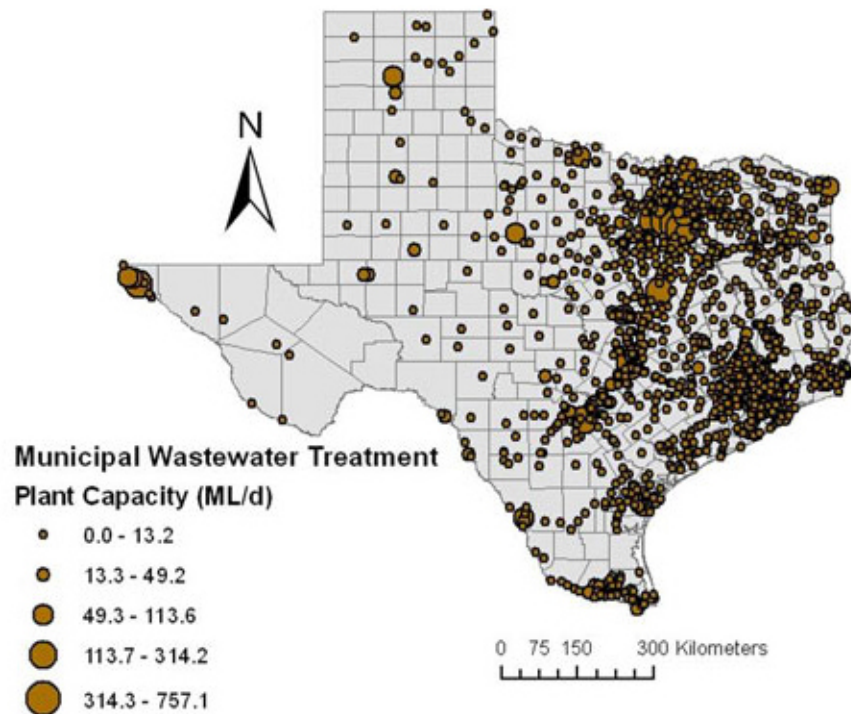 N
Municipal Wastewater Treatment
Plant Capacity (ML/d)
0.0 - 13.2
13.3 - 49.2
49.3 - 113.6
113.7 - 314.2
314.3 - 757.1
0 75 150 300 Kilometers